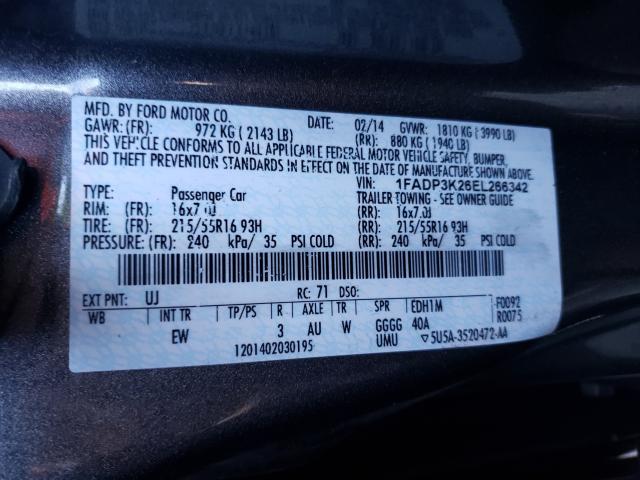 MFD. BY FORD MOTOR CO. DATE: 02/14 GVWR: 1810 KG (3990 LB)
GAWR: (FR): 972 KG (2143 LB) (RR): 880 KG (1940 LB)
THIS VEHICLE CONFORMS TO ALL APPLICABLE FEDERAL MOTOR VEHICLE SAFETY, BUMPER,
AND THEFT PREVENTION STANDARDS IN EFFECT ON THE DATE OF MANUFACTURE SHOWN ABOVE.
VIN: 1FADP3K26EL266342
TYPE: Passenger Car TRAILER TOWING - SEE OWNER GUIDE
RIM: (FR): 16x7.0J (RR): 16x7.0J
TIRE: (FR): 215/55R16 93H (RR): 215/55R16 93H
PRESSURE: (FR): 240 kPa/ 35 PSI COLD (RR): 240 kPa/ 35 PSI COLD
EXT PNT: UJ RC: 71 DSO:
WB INT TR TP/PS R AXLE TR SPR EDH1M F0092
EW 3 AU W GGGG 40A R0075
UMU ▽5U5A-3520472-AA
1201402030195